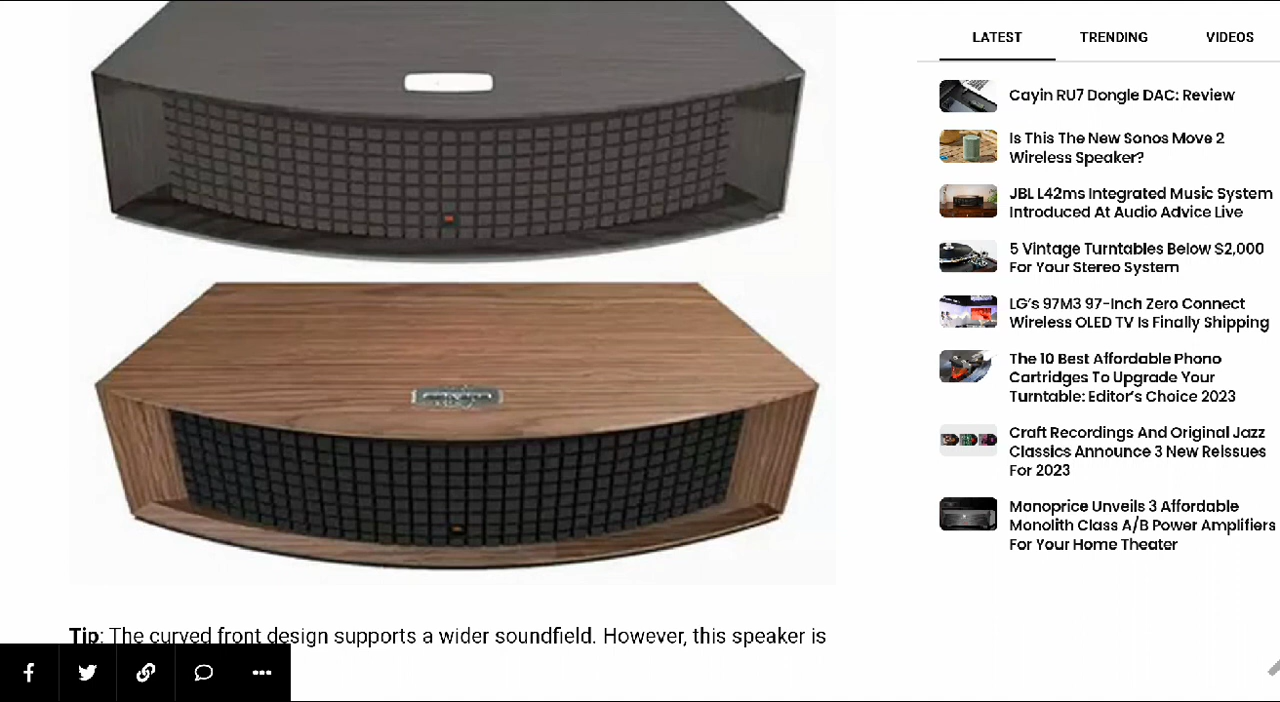 LATEST
TRENDING
VIDEOS
Cayin RU7 Dongle DAC: Review
Is This The New Sonos Move 2
Wireless Speaker?
JBL L42ms Integrated Music System
Introduced At Audio Advice Live
5 Vintage Turntables Below $2,000
For Your Stereo System
LG's 97M3 97-Inch Zero Connect
Wireless OLED TV Is Finally Shipping
The 10 Best Affordable Phono
Cartridges To Upgrade Your
Turntable: Editor's Choice 2023
Craft Recordings And Original Jazz
Classics Announce 3 New Reissues
For 2023
Monoprice Unveils 3 Affordable
Monolith Class A/B Power Amplifiers
For Your Home Theater
Tip: The curved front design supports a wider soundfield. However, this speaker is